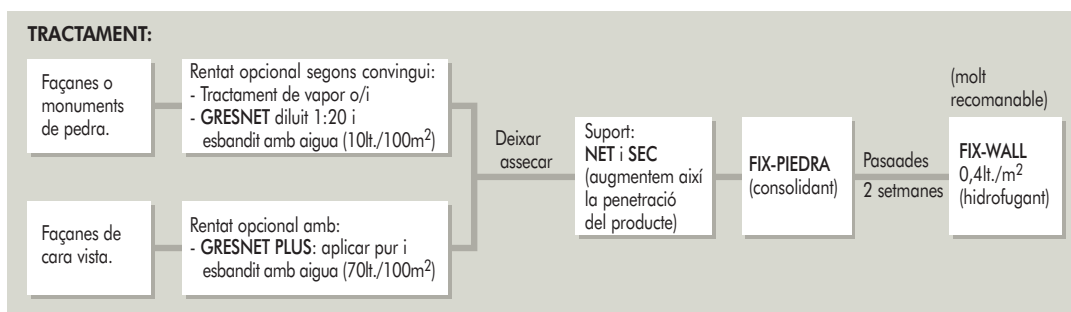 TRACTAMENT:
Façanes o
monuments
de pedra.
Rentat opcional segons convingui:
- Tractament de vapor o/i
- GRESNET diluit 1:20 i
esbandit amb aigua (10lt./100m²)
Façanes de
cara vista.
Rentat opcional amb:
- GRESNET PLUS: aplicar pur i
esbandit amb aigua (70lt./100m²)
Deixar
assecar
Suport:
NET i SEC
(augmentem així
la penetració
del producte)
FIX-PIEDRA
(consolidant)
Pasaades
2 setmanes
(molt
recomanable)
FIX-WALL
0,4lt./m²
(hidrofugant)